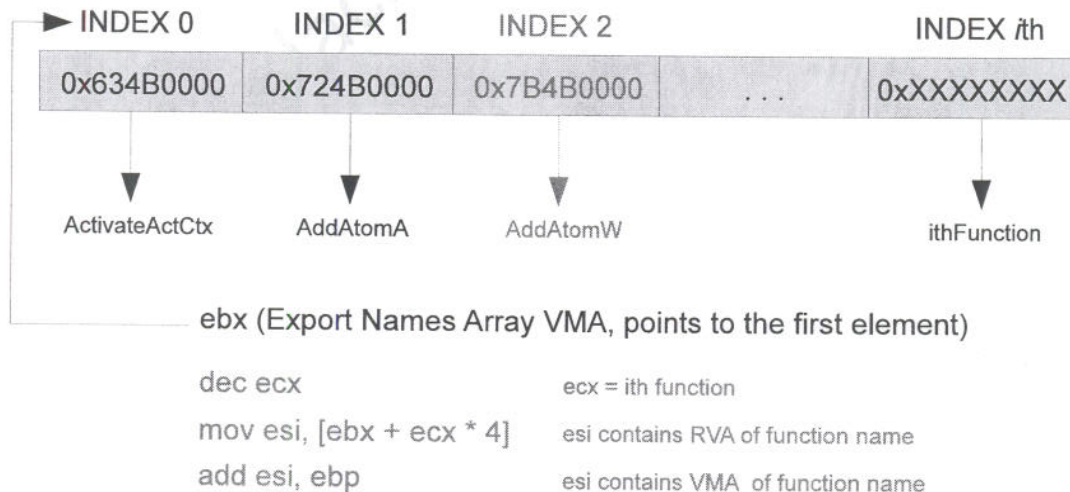 INDEX 0 INDEX 1 INDEX 2 INDEX ith
0x634B0000 0x724B0000 0x7B4B0000 . . . 0xXXXXXXXX
ActivateActCtx AddAtomA AddAtomW ithFunction
ebx (Export Names Array VMA, points to the first element)
dec ecx ecx = ith function
mov esi, [ebx + ecx * 4] esi contains RVA of function name
add esi, ebp esi contains VMA of function name